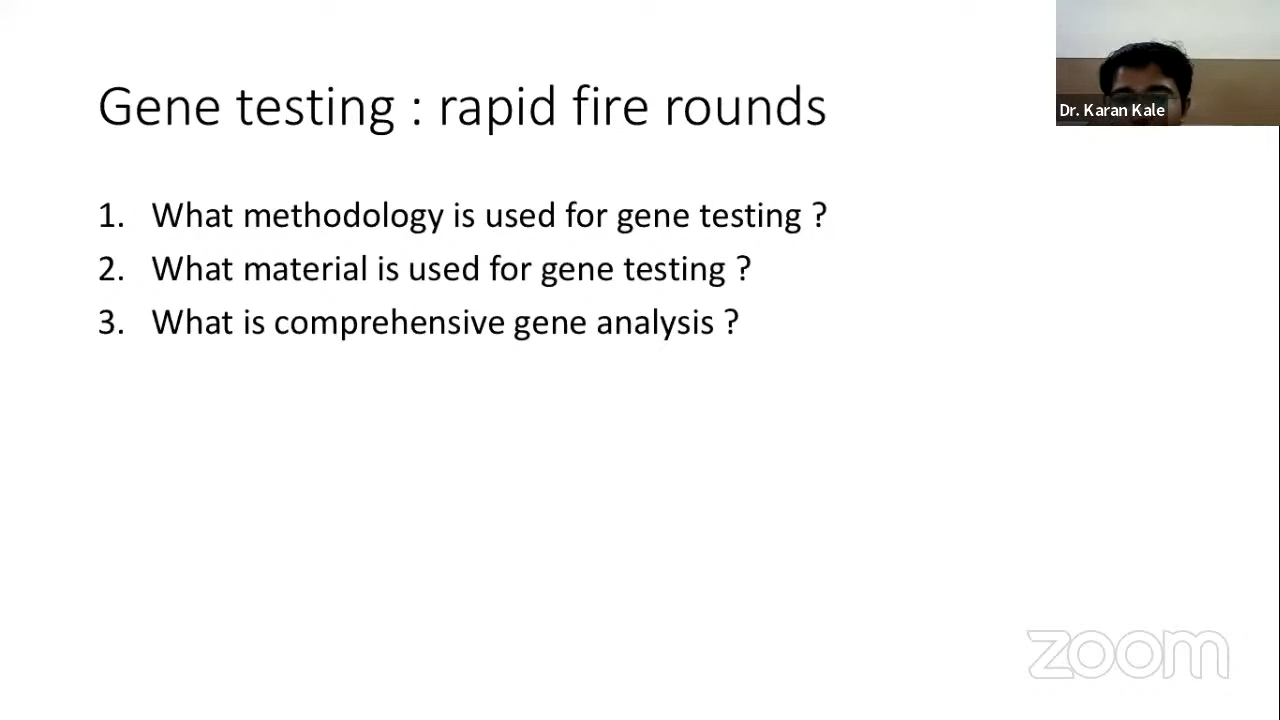 Gene testing : rapid fire rounds
Dr. Karan Kale
1. What methodology is used for gene testing ?
2. What material is used for gene testing ?
3. What is comprehensive gene analysis ?
zoom